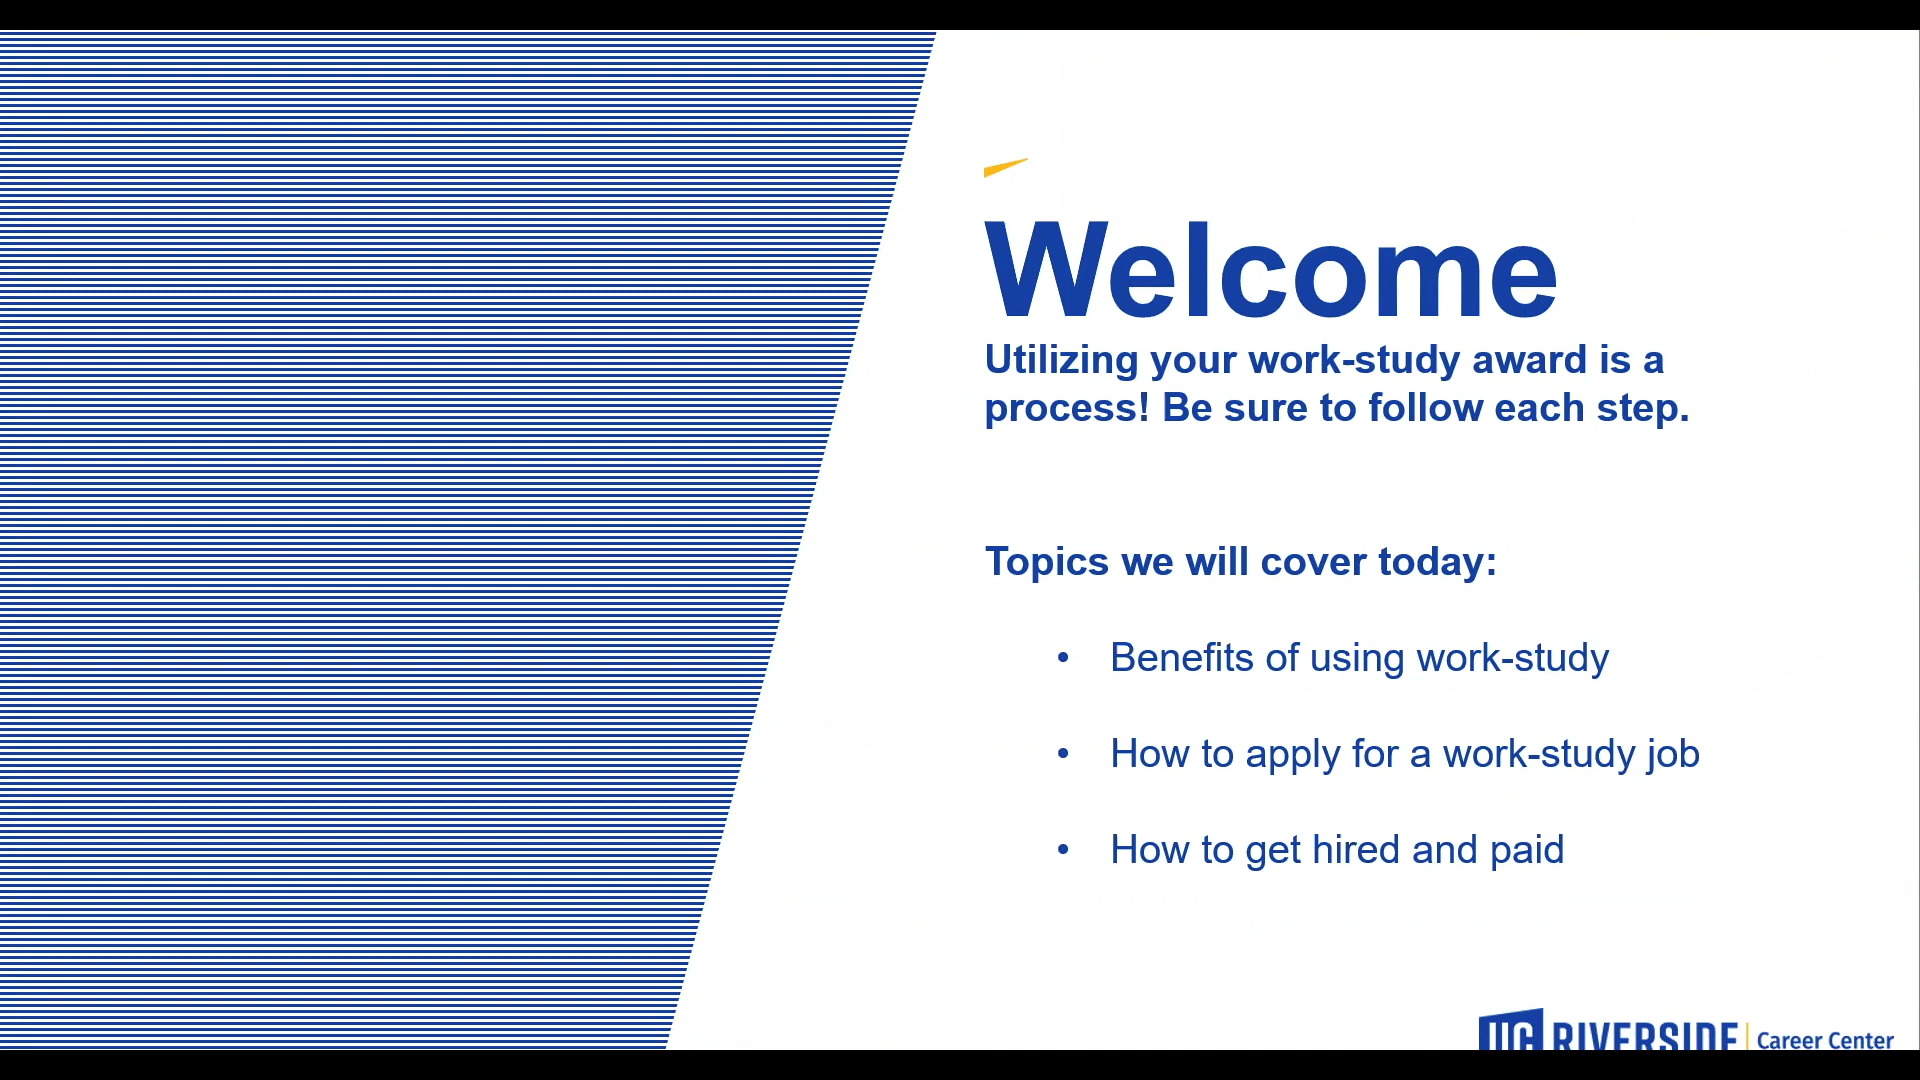 Welcome
Utilizing your work-study award is a
process! Be sure to follow each step.
Topics we will cover today:
• Benefits of using work-study
• How to apply for a work-study job
• How to get hired and paid
UC RIVERSIDE | Career Center